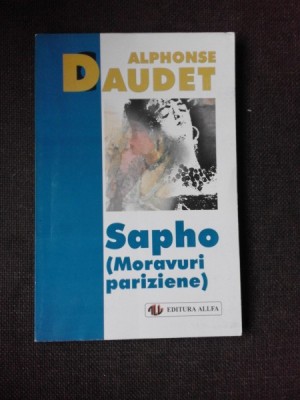 ALPHONSE
DAUDET
Sapho
(Moravuri
pariziene)
EDITURA ALLFA